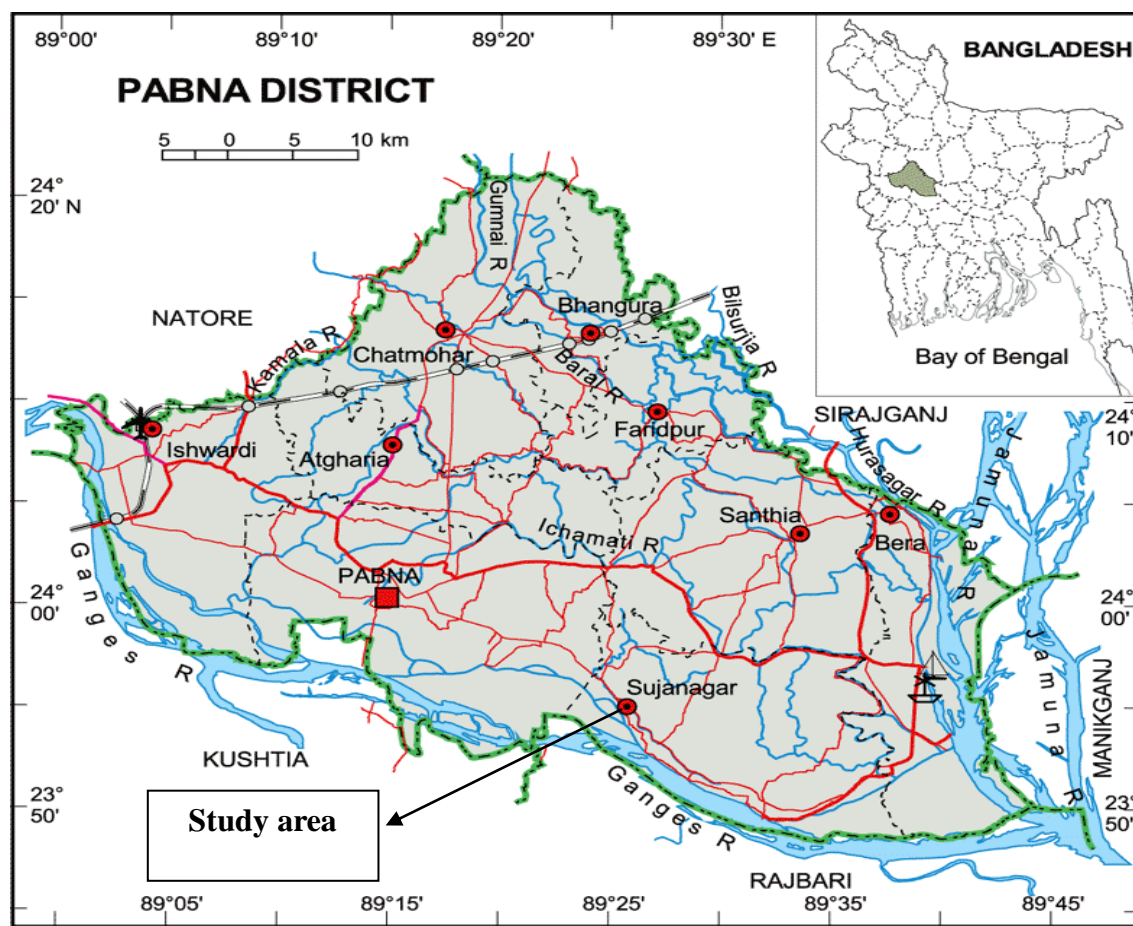 89°00' 89°10' 89°20' 89°30' E
BANGLADESH
PABNA DISTRICT
5 0 5 10 km
24°
20' N
Gumnai R
Bay of Bengal
NATORE
Bhangura
Bilsurjia R
Kamala R
Chatmohar
Baral R
SIRAJGANJ
24°
10'
Faridpur
Ishwardi
Atgharia
Hurasagar R
Jamuna R
Santhia
Bera
Ichamati R
Ganges R
PABNA
24°
00'
24°
00'
Jamuna R
MANIKGANJ
Sujanagar
KUSHTIA
Ganges R
23°
50'
Study area
23°
50'
RAJBARI
89°05' 89°15' 89°25' 89°35' 89°45'